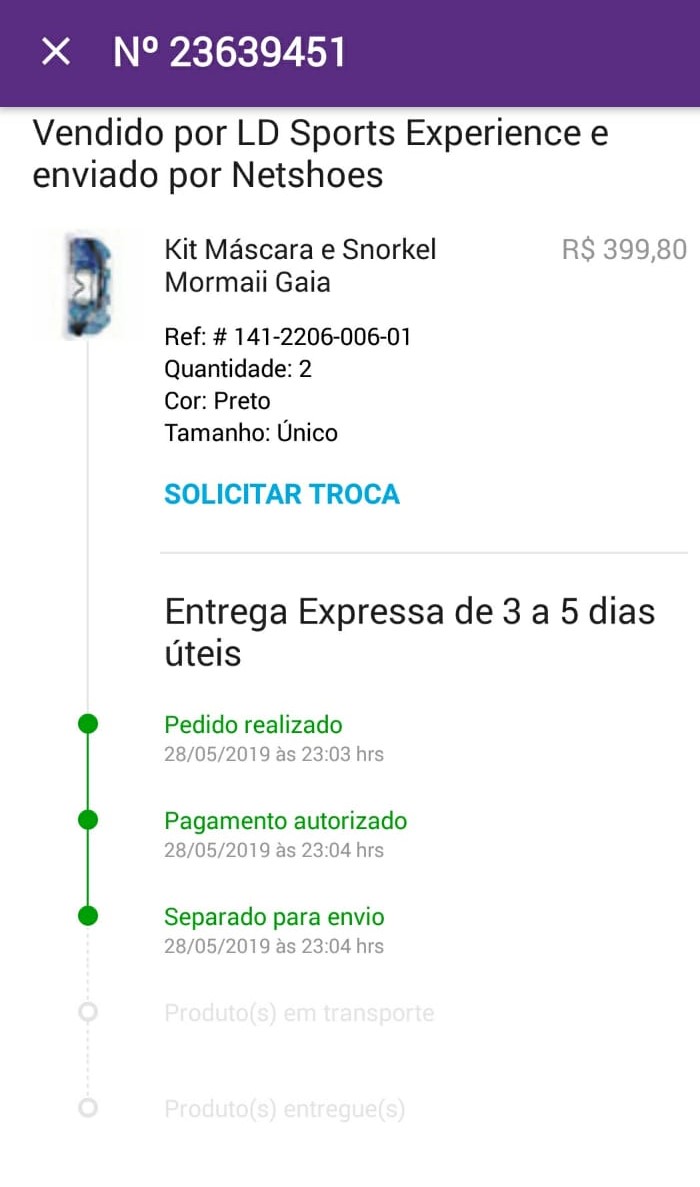 Nº 23639451
Vendido por LD Sports Experience e
enviado por Netshoes
Kit Máscara e Snorkel
Mormaii Gaia
R$ 399,80
Ref: # 141-2206-006-01
Quantidade: 2
Cor: Preto
Tamanho: Único
SOLICITAR TROCA
Entrega Expressa de 3 a 5 dias
úteis
Pedido realizado
28/05/2019 às 23:03 hrs
Pagamento autorizado
28/05/2019 às 23:04 hrs
Separado para envio
28/05/2019 às 23:04 hrs
Produto(s) em transporte
Produto(s) entregue(s)